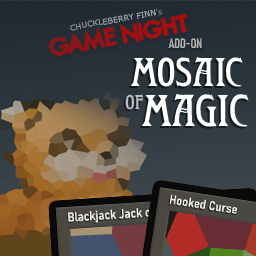 CHUCKLEBERRY FINN's
GAME NIGHT
ADD-ON
MOSAIC
OF MAGIC
Blackjack Jack
Hooked Curse